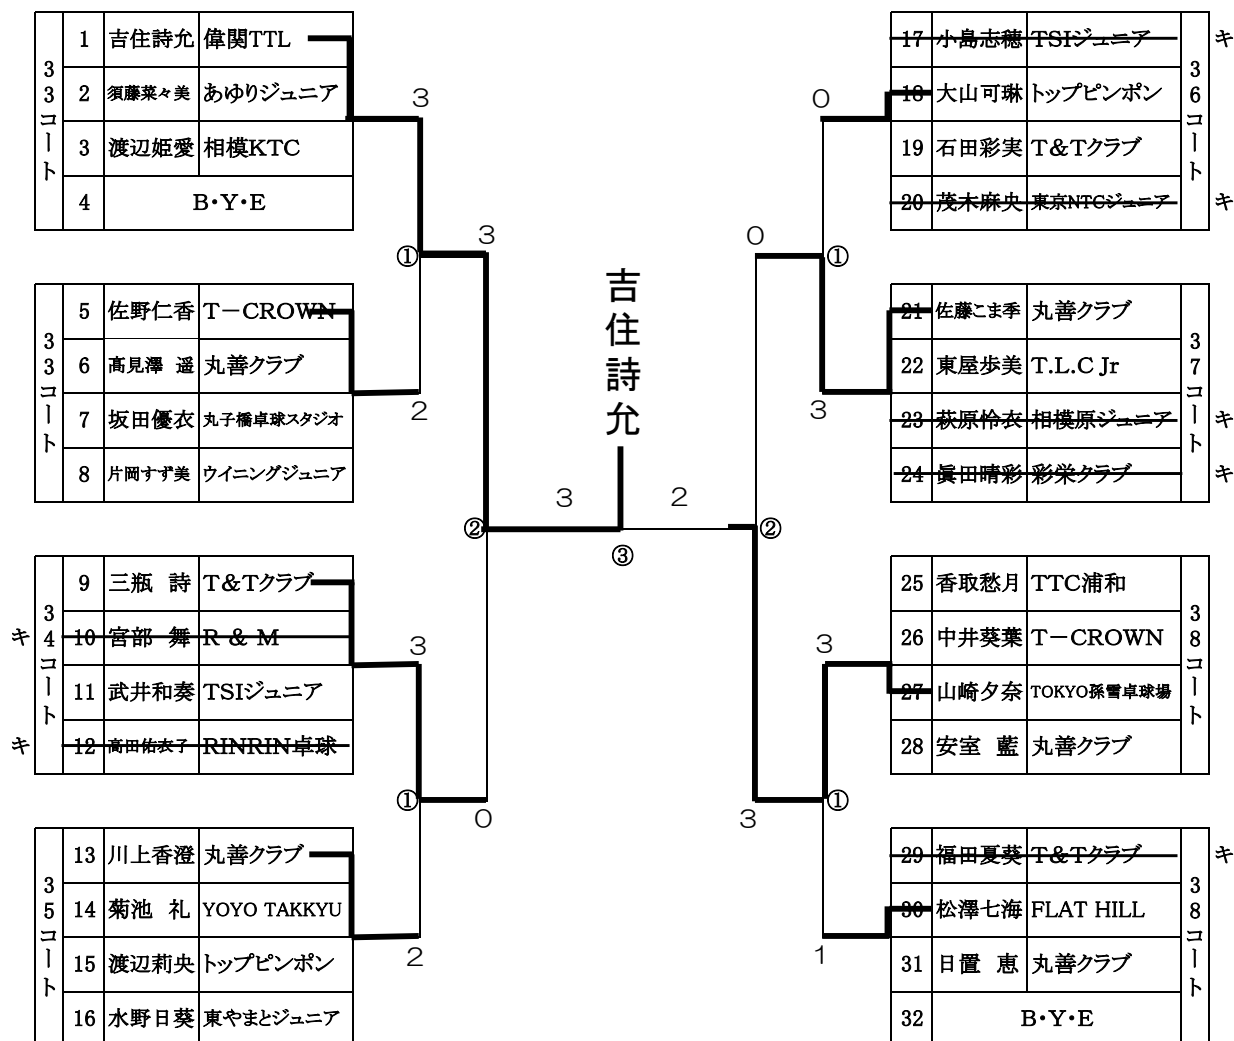 33コート
1 吉住詩允 偉関TTL
2 須藤菜々美 あゆりジュニア
3 渡辺姫愛 相模KTC
4 B・Y・E
33コート
5 佐野仁香 T－CROWN
6 髙見澤 遥 丸善クラブ
7 坂田優衣 丸子橋卓球スタジオ
8 片岡すず美 ウイニングジュニア
34コート
9 三瓶 詩 T&Tクラブ
キ 10 宮部 舞 R & M
11 武井和奏 TSIジュニア
キ 12 高田佑衣子 RINRIN卓球
35コート
13 川上香澄 丸善クラブ
14 菊池 礼 YOYO TAKKYU
15 渡辺莉央 トップピンポン
16 水野日葵 東やまとジュニア
3
①
3
2
②
3
①
0
2
3
吉住詩允
③
2
0
0
①
3
②
3
3
①
1
36コート
17 小島志穂 TSIジュニア キ
18 大山可琳 トップピンポン
19 石田彩実 T&Tクラブ
20 茂木麻央 東京NTCジュニア キ
37コート
21 佐藤こま季 丸善クラブ
22 東屋歩美 T.L.C Jr
23 萩原怜衣 相模原ジュニア キ
24 眞田晴彩 彩栄クラブ キ
38コート
25 香取愁月 TTC浦和
26 中井葵葉 T－CROWN
27 山崎夕奈 TOKYO孫雪卓球場
28 安室 藍 丸善クラブ
38コート
29 福田夏葵 T&Tクラブ キ
30 松澤七海 FLAT HILL
31 日置 恵 丸善クラブ
32 B・Y・E